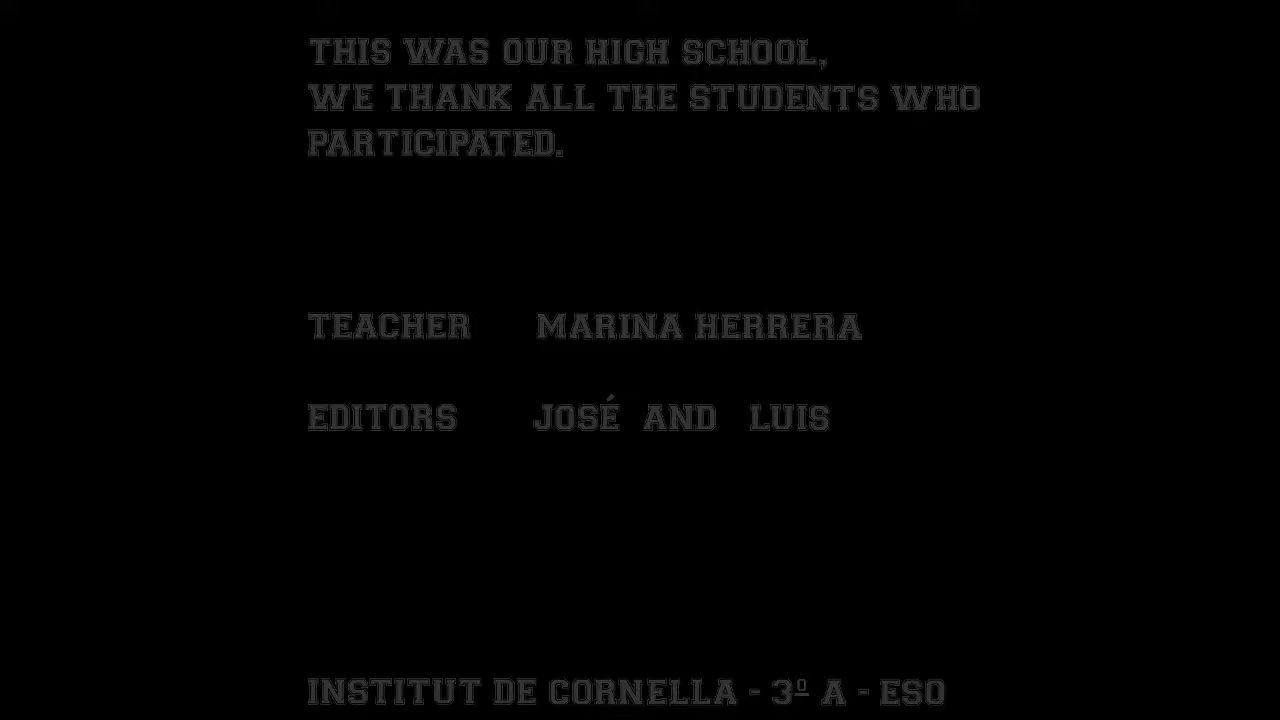 THIS WAS OUR HIGH SCHOOL,
WE THANK ALL THE STUDENTS WHO
PARTICIPATED.
TEACHER MARINA HERRERA
EDITORS JOSÉ AND LUIS
INSTITUT DE CORNELLA - 3º A - ESO